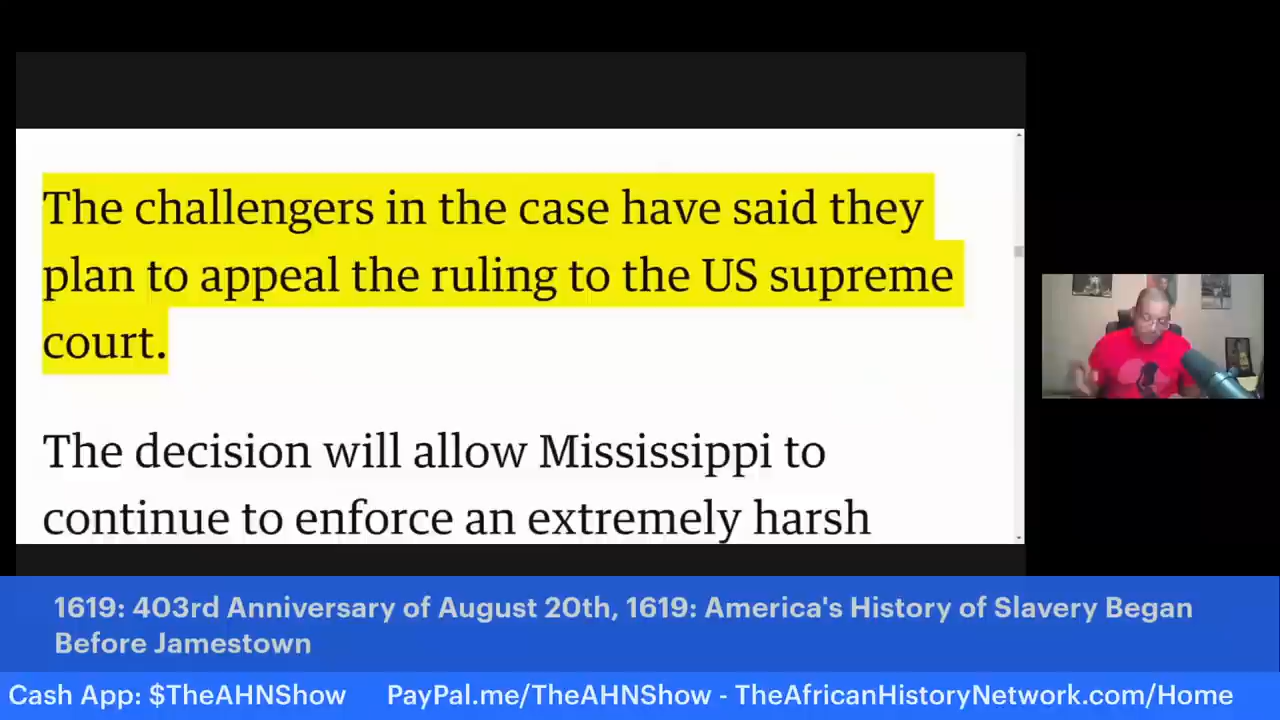 The challengers in the case have said they
plan to appeal the ruling to the US supreme
court.
The decision will allow Mississippi to
continue to enforce an extremely harsh
1619: 403rd Anniversary of August 20th, 1619: America's History of Slavery Began
Before Jamestown
Cash App: $TheAHNShow PayPal.me/TheAHNShow - TheAfricanHistoryNetwork.com/Home